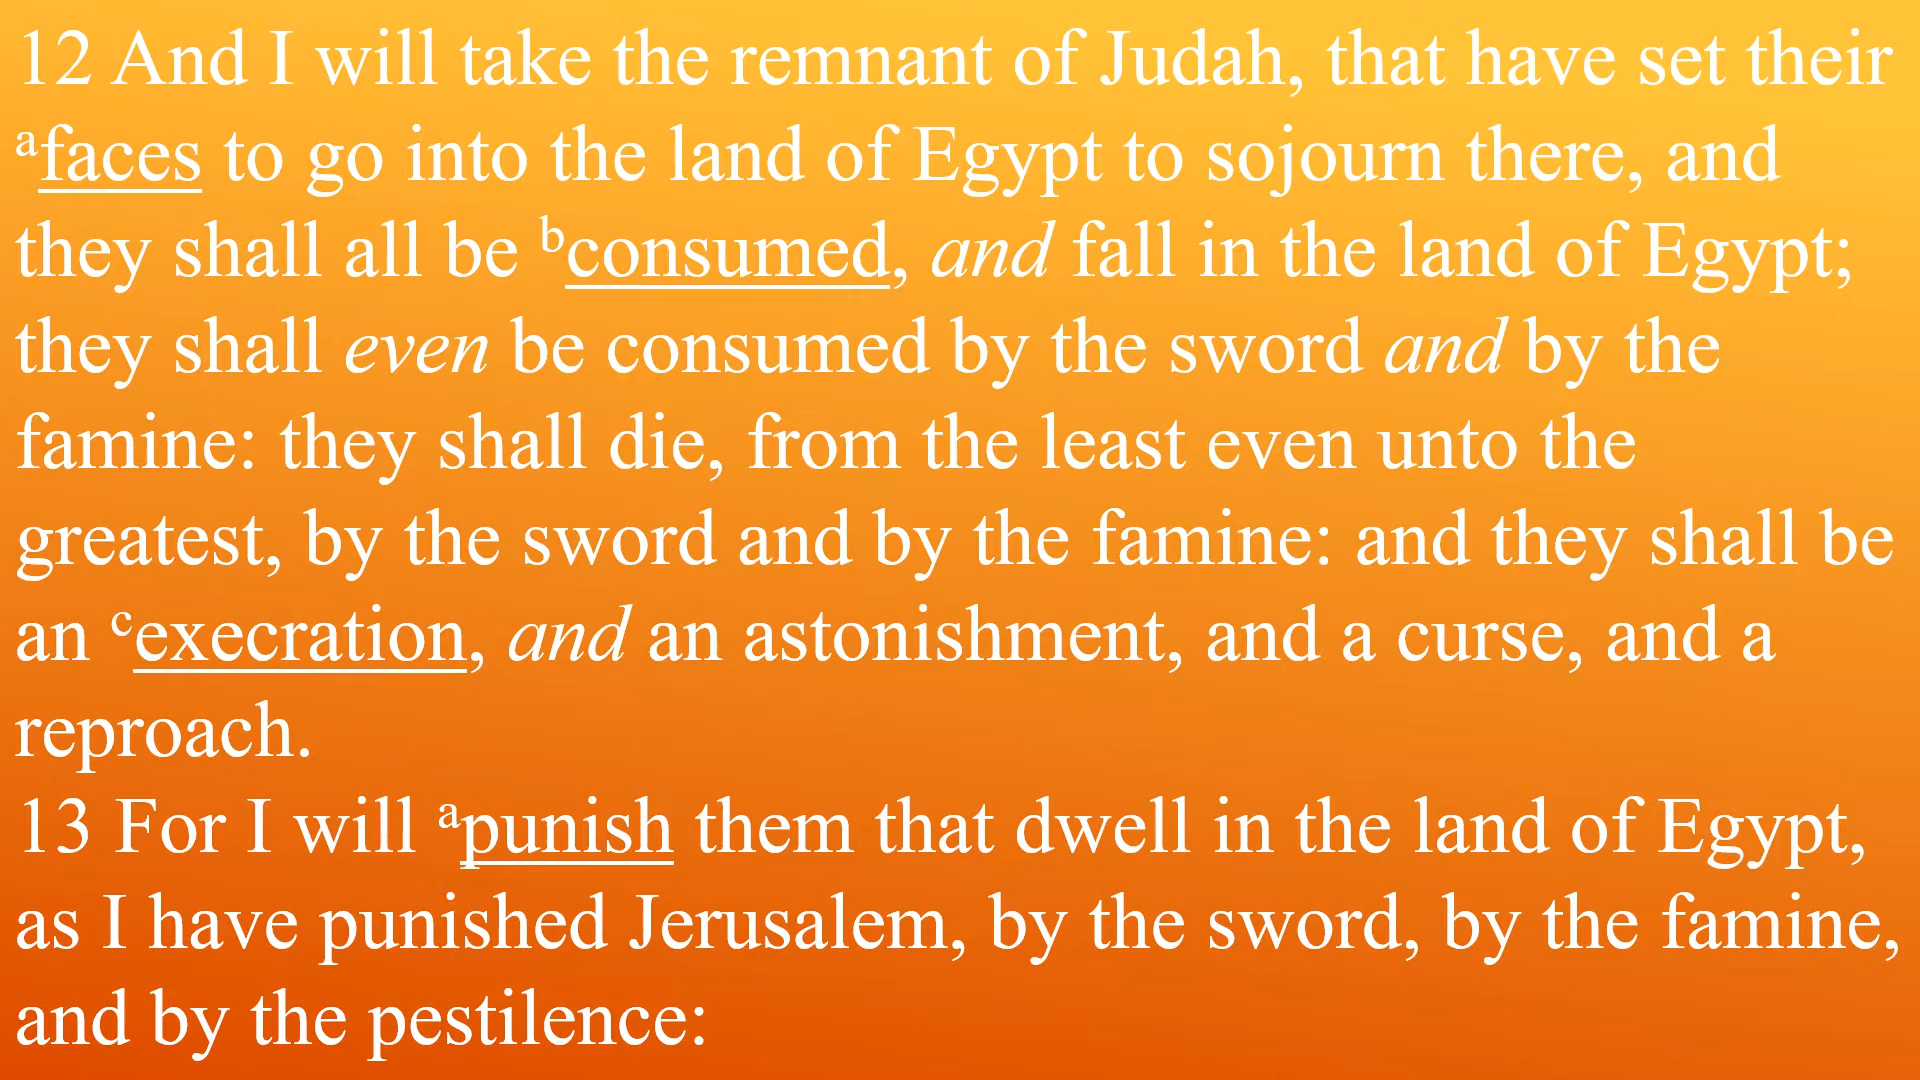 12 And I will take the remnant of Judah, that have set their
ᵃfaces to go into the land of Egypt to sojourn there, and
they shall all be ᵇconsumed, and fall in the land of Egypt;
they shall even be consumed by the sword and by the
famine: they shall die, from the least even unto the
greatest, by the sword and by the famine: and they shall be
an ᶜexecration, and an astonishment, and a curse, and a
reproach.
13 For I will ᵃpunish them that dwell in the land of Egypt,
as I have punished Jerusalem, by the sword, by the famine,
and by the pestilence: